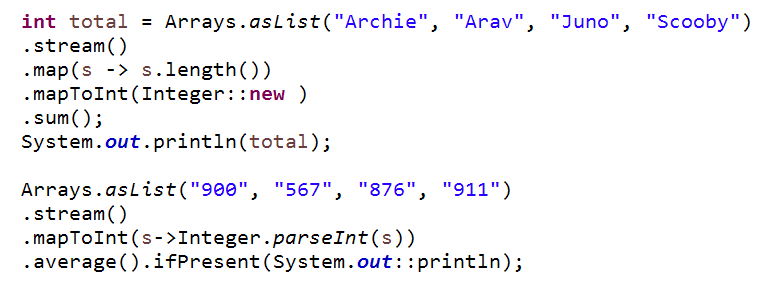 int total = Arrays.asList("Archie", "Arav", "Juno", "Scooby")
.stream()
.map(s -> s.length())
.mapToInt(Integer::new )
.sum();
System.out.println(total);
Arrays.asList("900", "567", "876", "911")
.stream()
.mapToInt(s->Integer.parseInt(s))
.average().ifPresent(System.out::println);